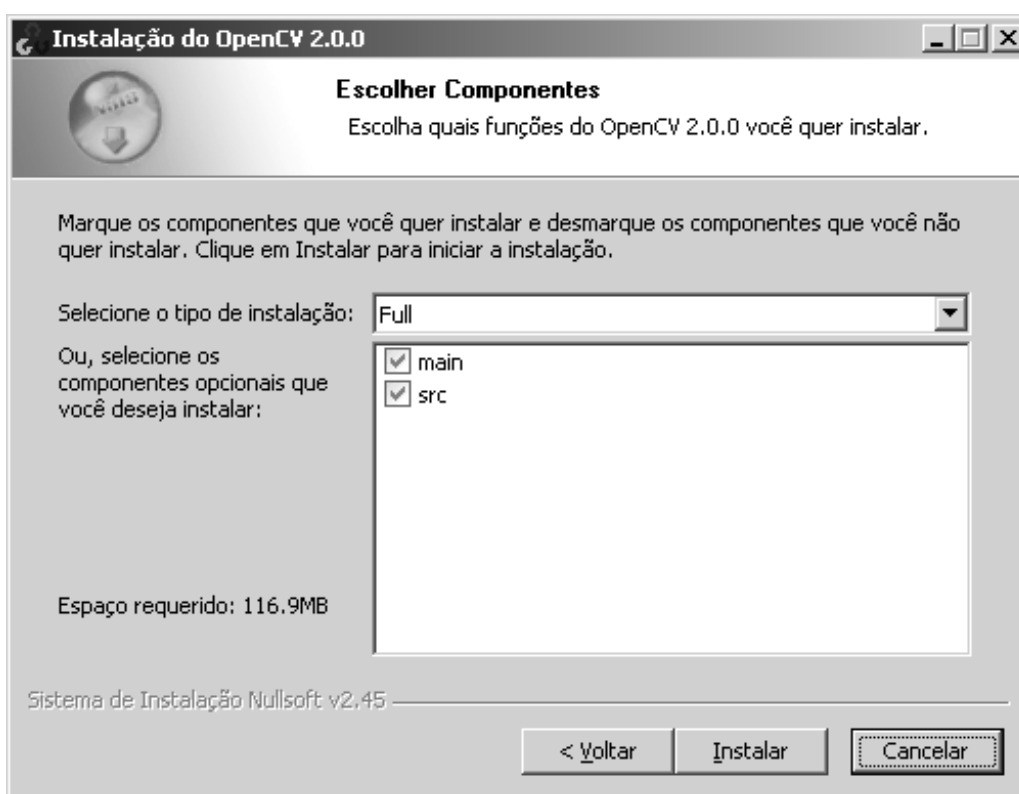 Instalação do OpenCV 2.0.0
Escolher Componentes
Escolha quais funções do OpenCV 2.0.0 você quer instalar.
Marque os componentes que você quer instalar e desmarque os componentes que você não
quer instalar. Clique em Instalar para iniciar a instalação.
Selecione o tipo de instalação:
Full
Ou, selecione os
componentes opcionais que
você deseja instalar:
main
src
Espaço requerido: 116.9MB
Sistema de Instalação Nullsoft v2.45
< Voltar
Instalar
Cancelar